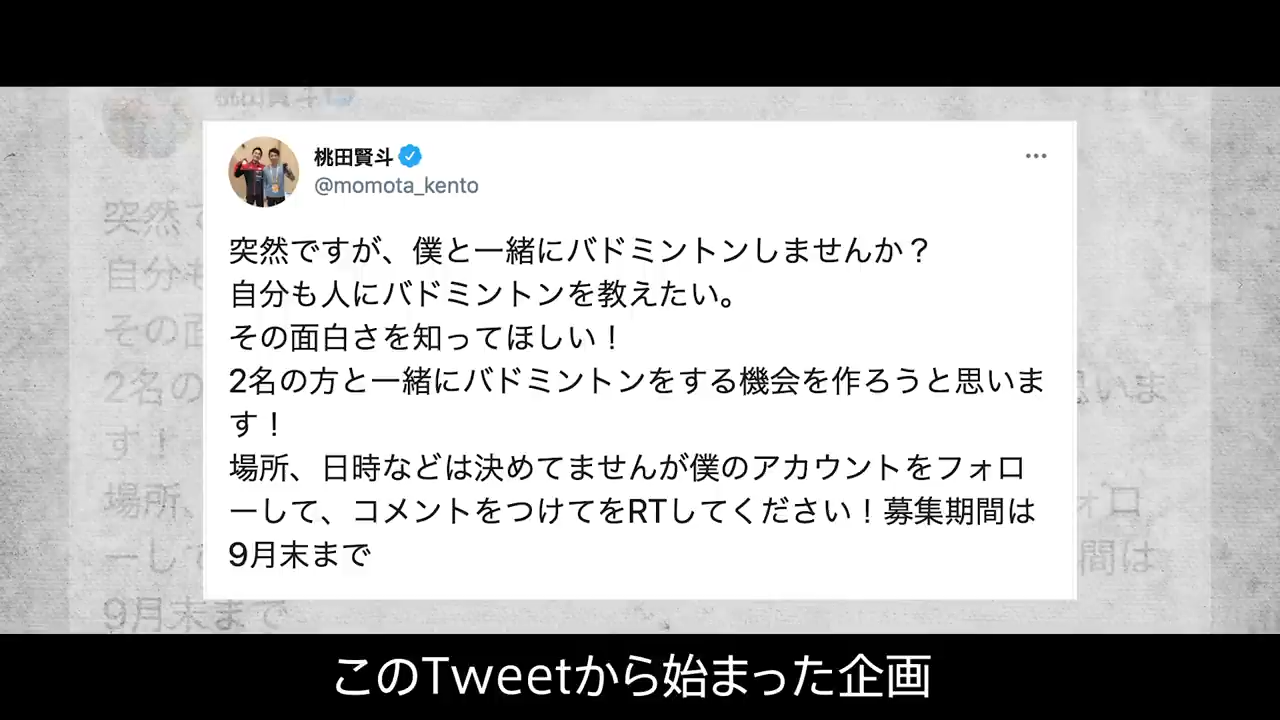 桃田賢斗
@momota_kento
突然ですが、僕と一緒にバドミントンしませんか？
自分も人にバドミントンを教えたい。
その面白さを知ってほしい！
2名の方と一緒にバドミントンをする機会を作ろうと思いま
す！
場所、日時などは決めてませんが僕のアカウントをフォロ
ーして、コメントをつけてをRTしてください！募集期間は
9月末まで
このTweetから始まった企画